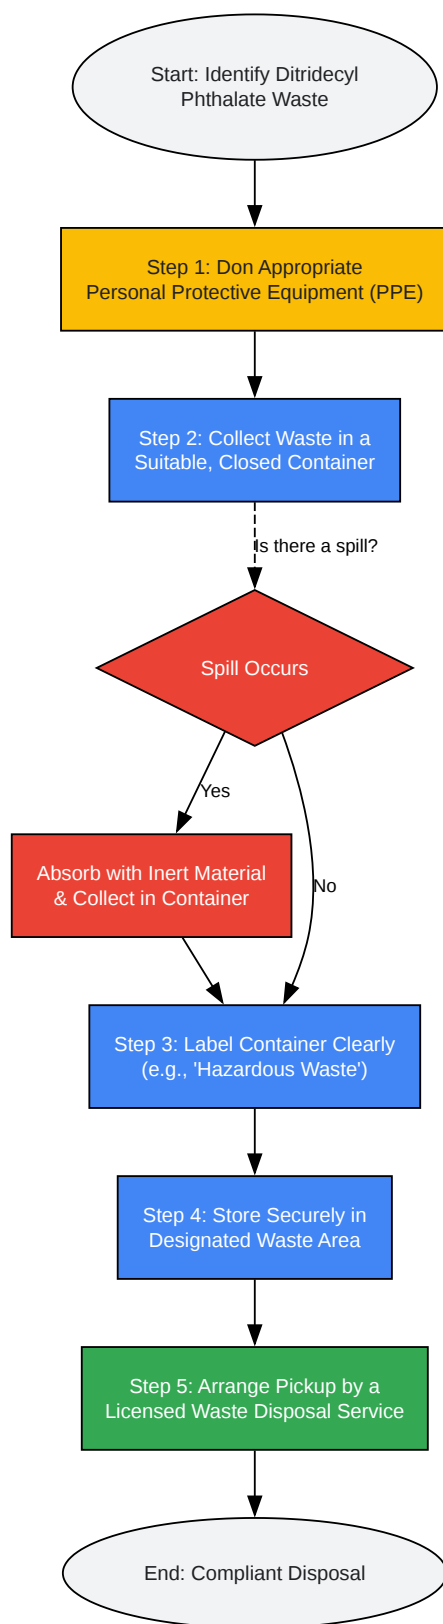 Start: Identify Ditridecyl
Phthalate Waste
Step 1: Don Appropriate
Personal Protective Equipment (PPE)
Step 2: Collect Waste in a
Suitable, Closed Container
Is there a spill?
Spill Occurs
Yes
Absorb with Inert Material
& Collect in Container
No
Step 3: Label Container Clearly
(e.g., 'Hazardous Waste')
Step 4: Store Securely in
Designated Waste Area
Step 5: Arrange Pickup by a
Licensed Waste Disposal Service
End: Compliant Disposal